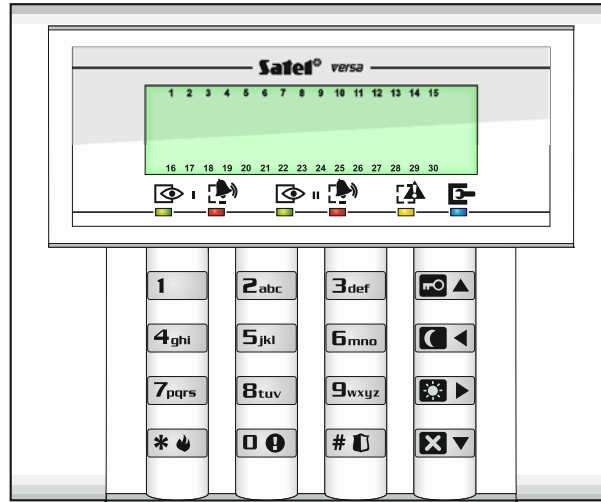 Satel® versa
1 2 3 4 5 6 7 8 9 10 11 12 13 14 15
16 17 18 19 20 21 22 23 24 25 26 27 28 29 30
I II
1 2abc 3def
4ghi 5jkl 6mno
7pqrs 8tuv 9wxyz
* 0 #